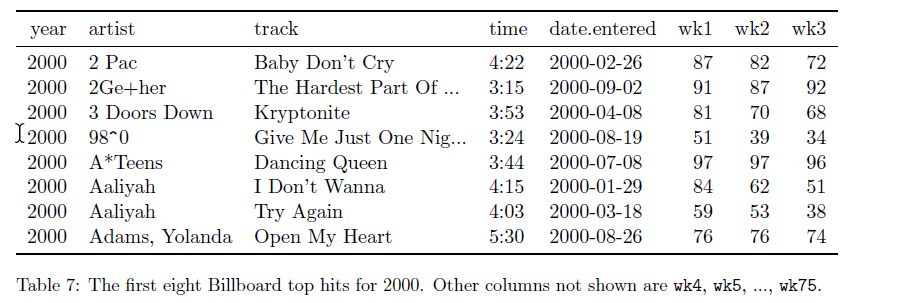 year artist track time date.entered wk1 wk2 wk3
2000 2 Pac Baby Don't Cry 4:22 2000-02-26 87 82 72
2000 2Ge+her The Hardest Part Of ... 3:15 2000-09-02 91 87 92
2000 3 Doors Down Kryptonite 3:53 2000-04-08 81 70 68
2000 98^0 Give Me Just One Nig... 3:24 2000-08-19 51 39 34
2000 A*Teens Dancing Queen 3:44 2000-07-08 97 97 96
2000 Aaliyah I Don't Wanna 4:15 2000-01-29 84 62 51
2000 Aaliyah Try Again 4:03 2000-03-18 59 53 38
2000 Adams, Yolanda Open My Heart 5:30 2000-08-26 76 76 74
Table 7: The first eight Billboard top hits for 2000. Other columns not shown are wk4, wk5, ..., wk75.